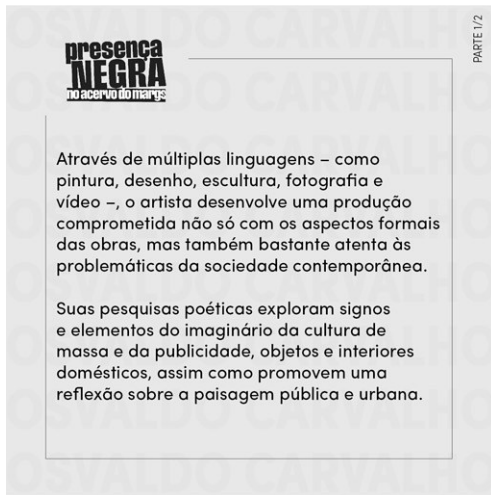 OSVALDO CARVALHO
PARTE 1/2
presença
NEGRA
no acervo do margs
OSVALDO CARVALHO
Através de múltiplas linguagens – como
pintura, desenho, escultura, fotografia e
vídeo –, o artista desenvolve uma produção
comprometida não só com os aspectos formais
das obras, mas também bastante atenta às
problemáticas da sociedade contemporânea.
Suas pesquisas poéticas exploram signos
e elementos do imaginário da cultura de
massa e da publicidade, objetos e interiores
domésticos, assim como promovem uma
reflexão sobre a paisagem pública e urbana.
OSVALDO CARVALHO